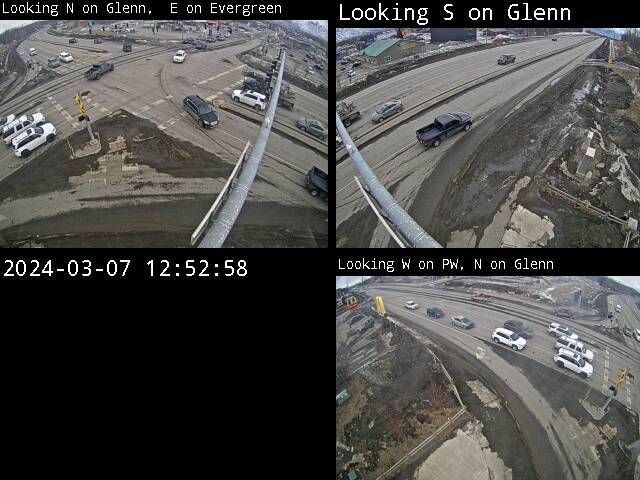 Looking N on Glenn,  E on Evergreen
Looking S on Glenn
2024-03-07 12:52:58
Looking W on PW, N on Glenn